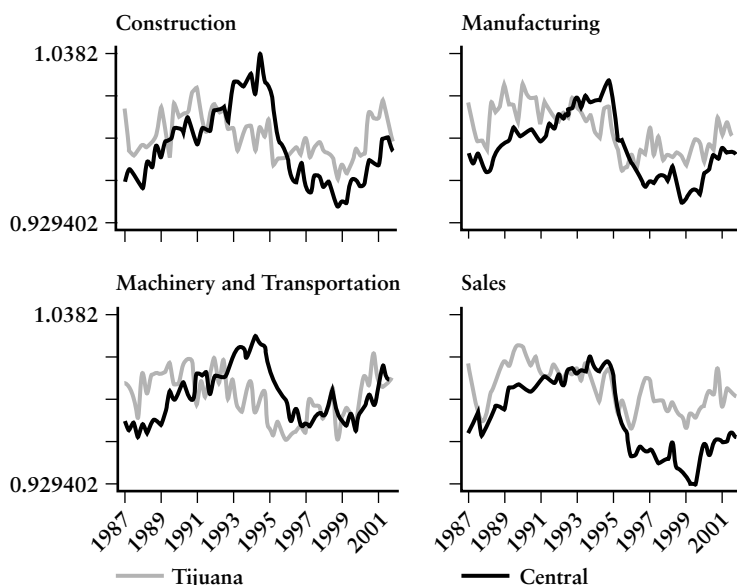 Construction
Manufacturing
1.0382
0.929402
Machinery and Transportation
Sales
1.0382
0.929402
1987 1989 1991 1993 1995 1997 1999 2001
1987 1989 1991 1993 1995 1997 1999 2001
Tijuana
Central